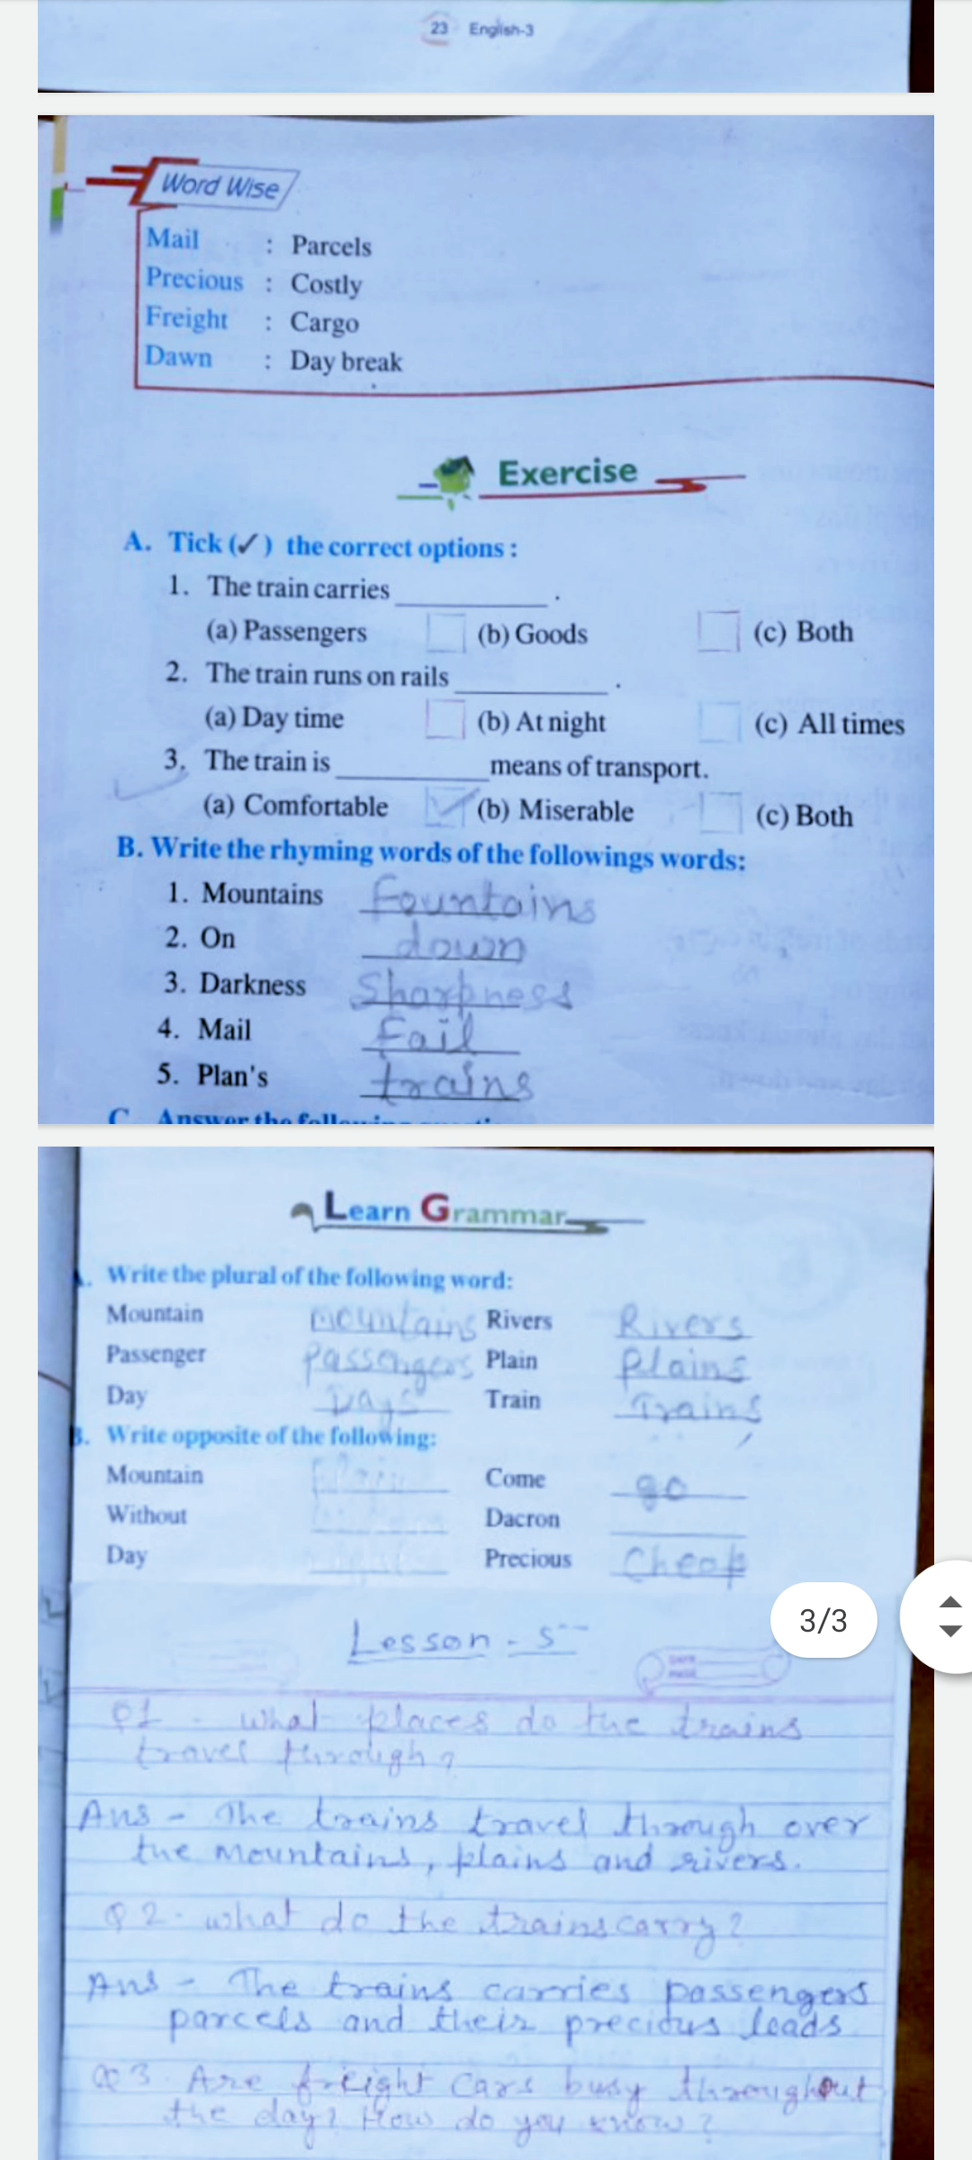 23 English-3
Word Wise
Mail : Parcels
Precious : Costly
Freight : Cargo
Dawn : Day break
Exercise
A. Tick (✓) the correct options :
1. The train carries __________ .
(a) Passengers (b) Goods (c) Both
2. The train runs on rails __________ .
(a) Day time (b) At night (c) All times
3. The train is __________ means of transport.
(a) Comfortable (b) Miserable (c) Both
B. Write the rhyming words of the followings words:
1. Mountains Fountains
2. On down
3. Darkness Sharpness
4. Mail Fail
5. Plan's trains
C. Answer the
Learn Grammar
Write the plural of the following word:
Mountain Mountains Rivers Rivers
Passenger Passengers Plain Plains
Day Days Train Trains
Write opposite of the following:
Mountain Plain Come go
Without Dacron
Day Precious Cheap
3/3
Lesson - 5
Q1 - what places do the trains
travel through?
Ans - The trains travel through over
the Mountains, plains and rivers.
Q2. what do the trains carry?
Ans - The trains carries passengers
parcels and their precious loads
Q3. Are freight cars busy throughout
the day? How do you know?